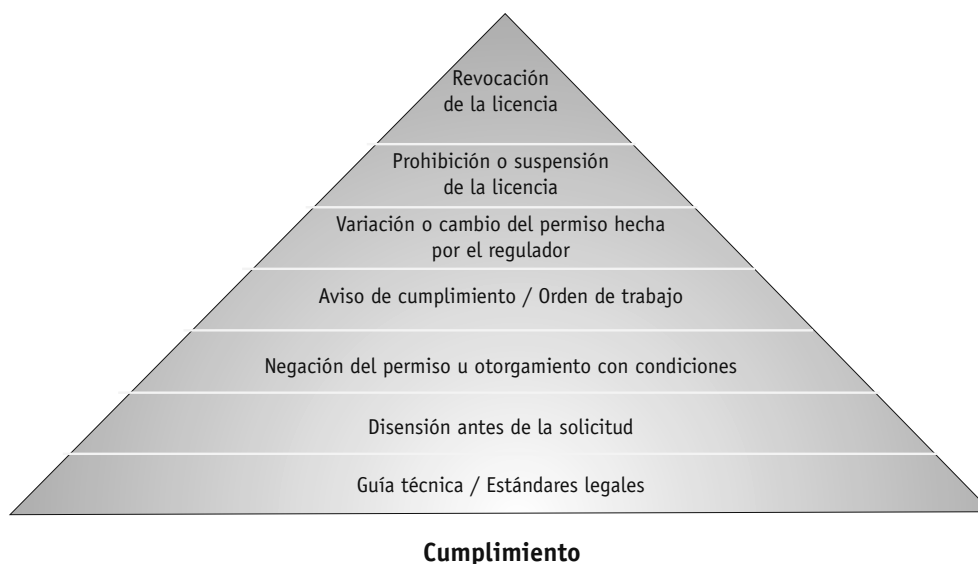 Revocación
de la licencia
Prohibición o suspensión
de la licencia
Variación o cambio del permiso hecha
por el regulador
Aviso de cumplimiento / Orden de trabajo
Negación del permiso u otorgamiento con condiciones
Disensión antes de la solicitud
Guía técnica / Estándares legales
Cumplimiento